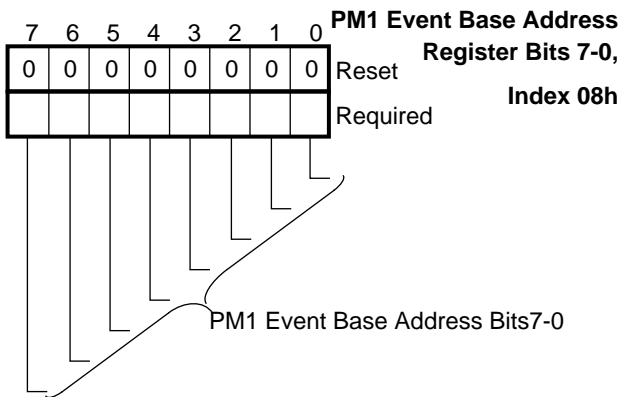 PM1 Event Base Address
Register Bits 7-0,
Index 08h
7 6 5 4 3 2 1 0
0 0 0 0 0 0 0 0 Reset
Required
PM1 Event Base Address Bits7-0